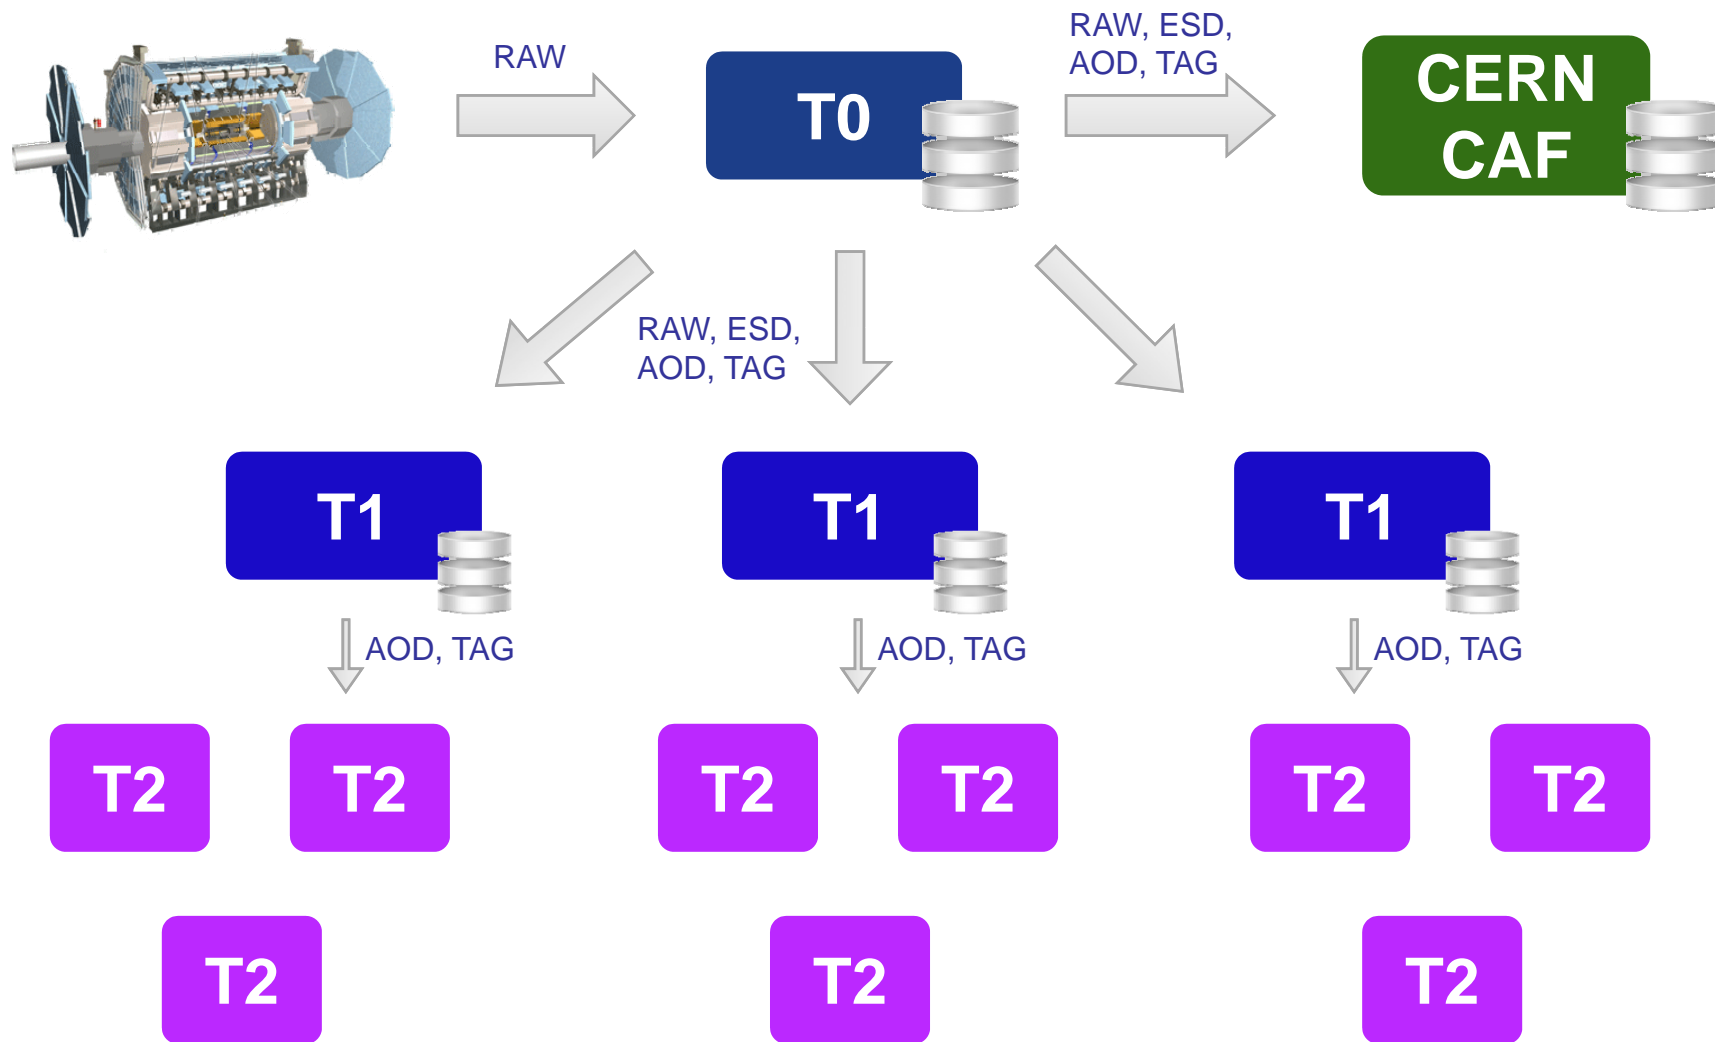 RAW
T0
RAW, ESD,
AOD, TAG
CERN
CAF
RAW, ESD,
AOD, TAG
T1
T1
T1
AOD, TAG
AOD, TAG
AOD, TAG
T2
T2
T2
T2
T2
T2
T2
T2
T2